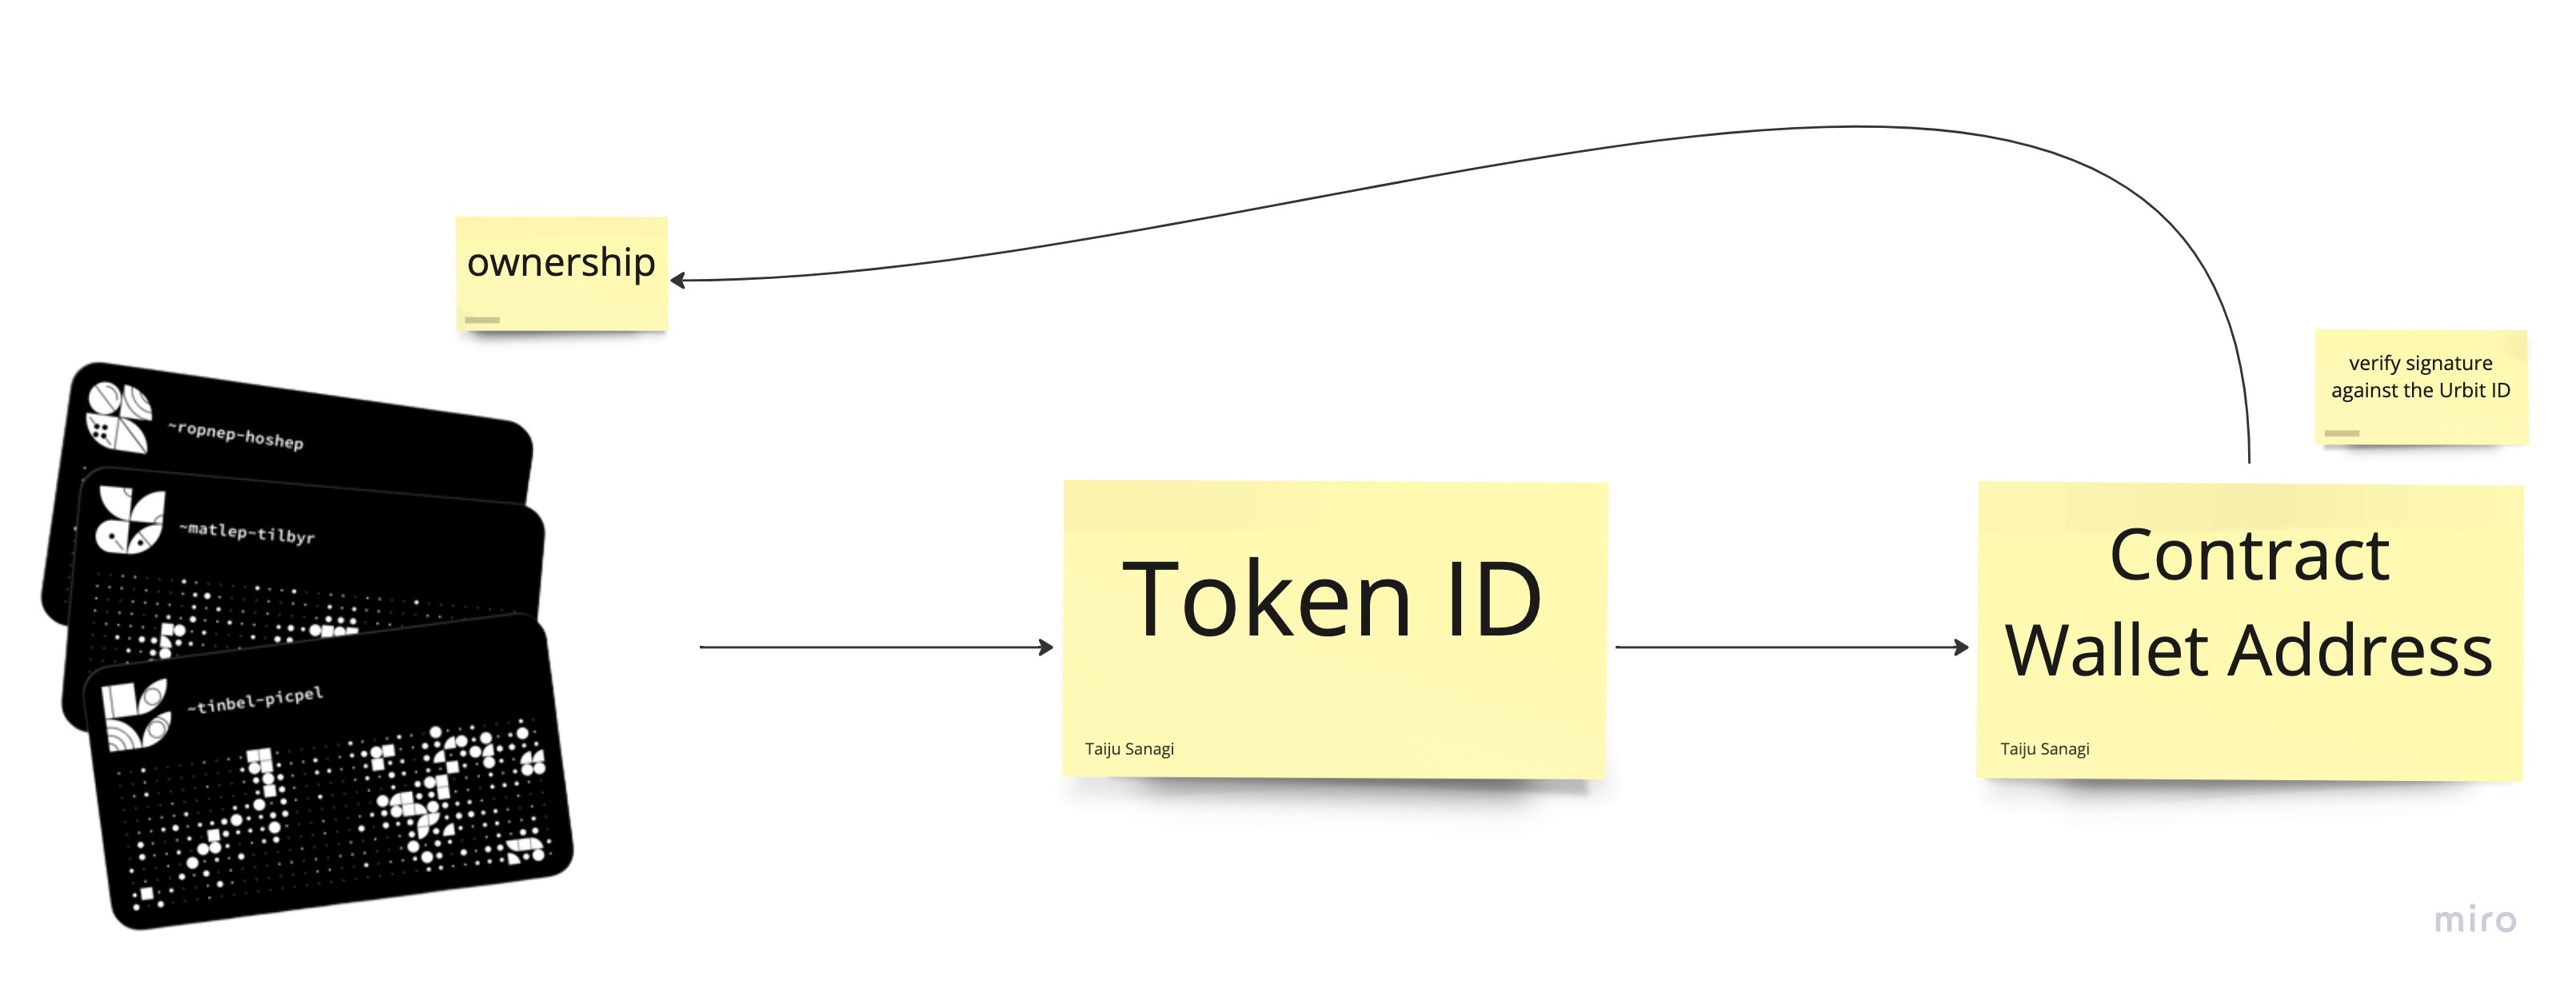 ownership
verify signature
against the Urbit ID
~ropnep-hoshep
~matlep-tilbyr
~tinbel-picpel
Token ID
Taiju Sanagi
Contract
Wallet Address
Taiju Sanagi
miro